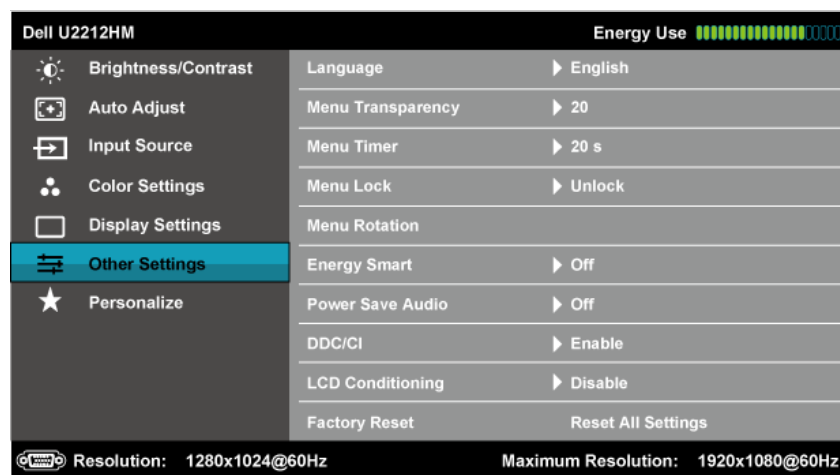 Dell U2212HM Energy Use
Brightness/Contrast Language English
Auto Adjust Menu Transparency 20
Input Source Menu Timer 20 s
Color Settings Menu Lock Unlock
Display Settings Menu Rotation
Other Settings Energy Smart Off
Personalize Power Save Audio Off
DDC/CI Enable
LCD Conditioning Disable
Factory Reset Reset All Settings
Resolution: 1280x1024@60Hz Maximum Resolution: 1920x1080@60Hz